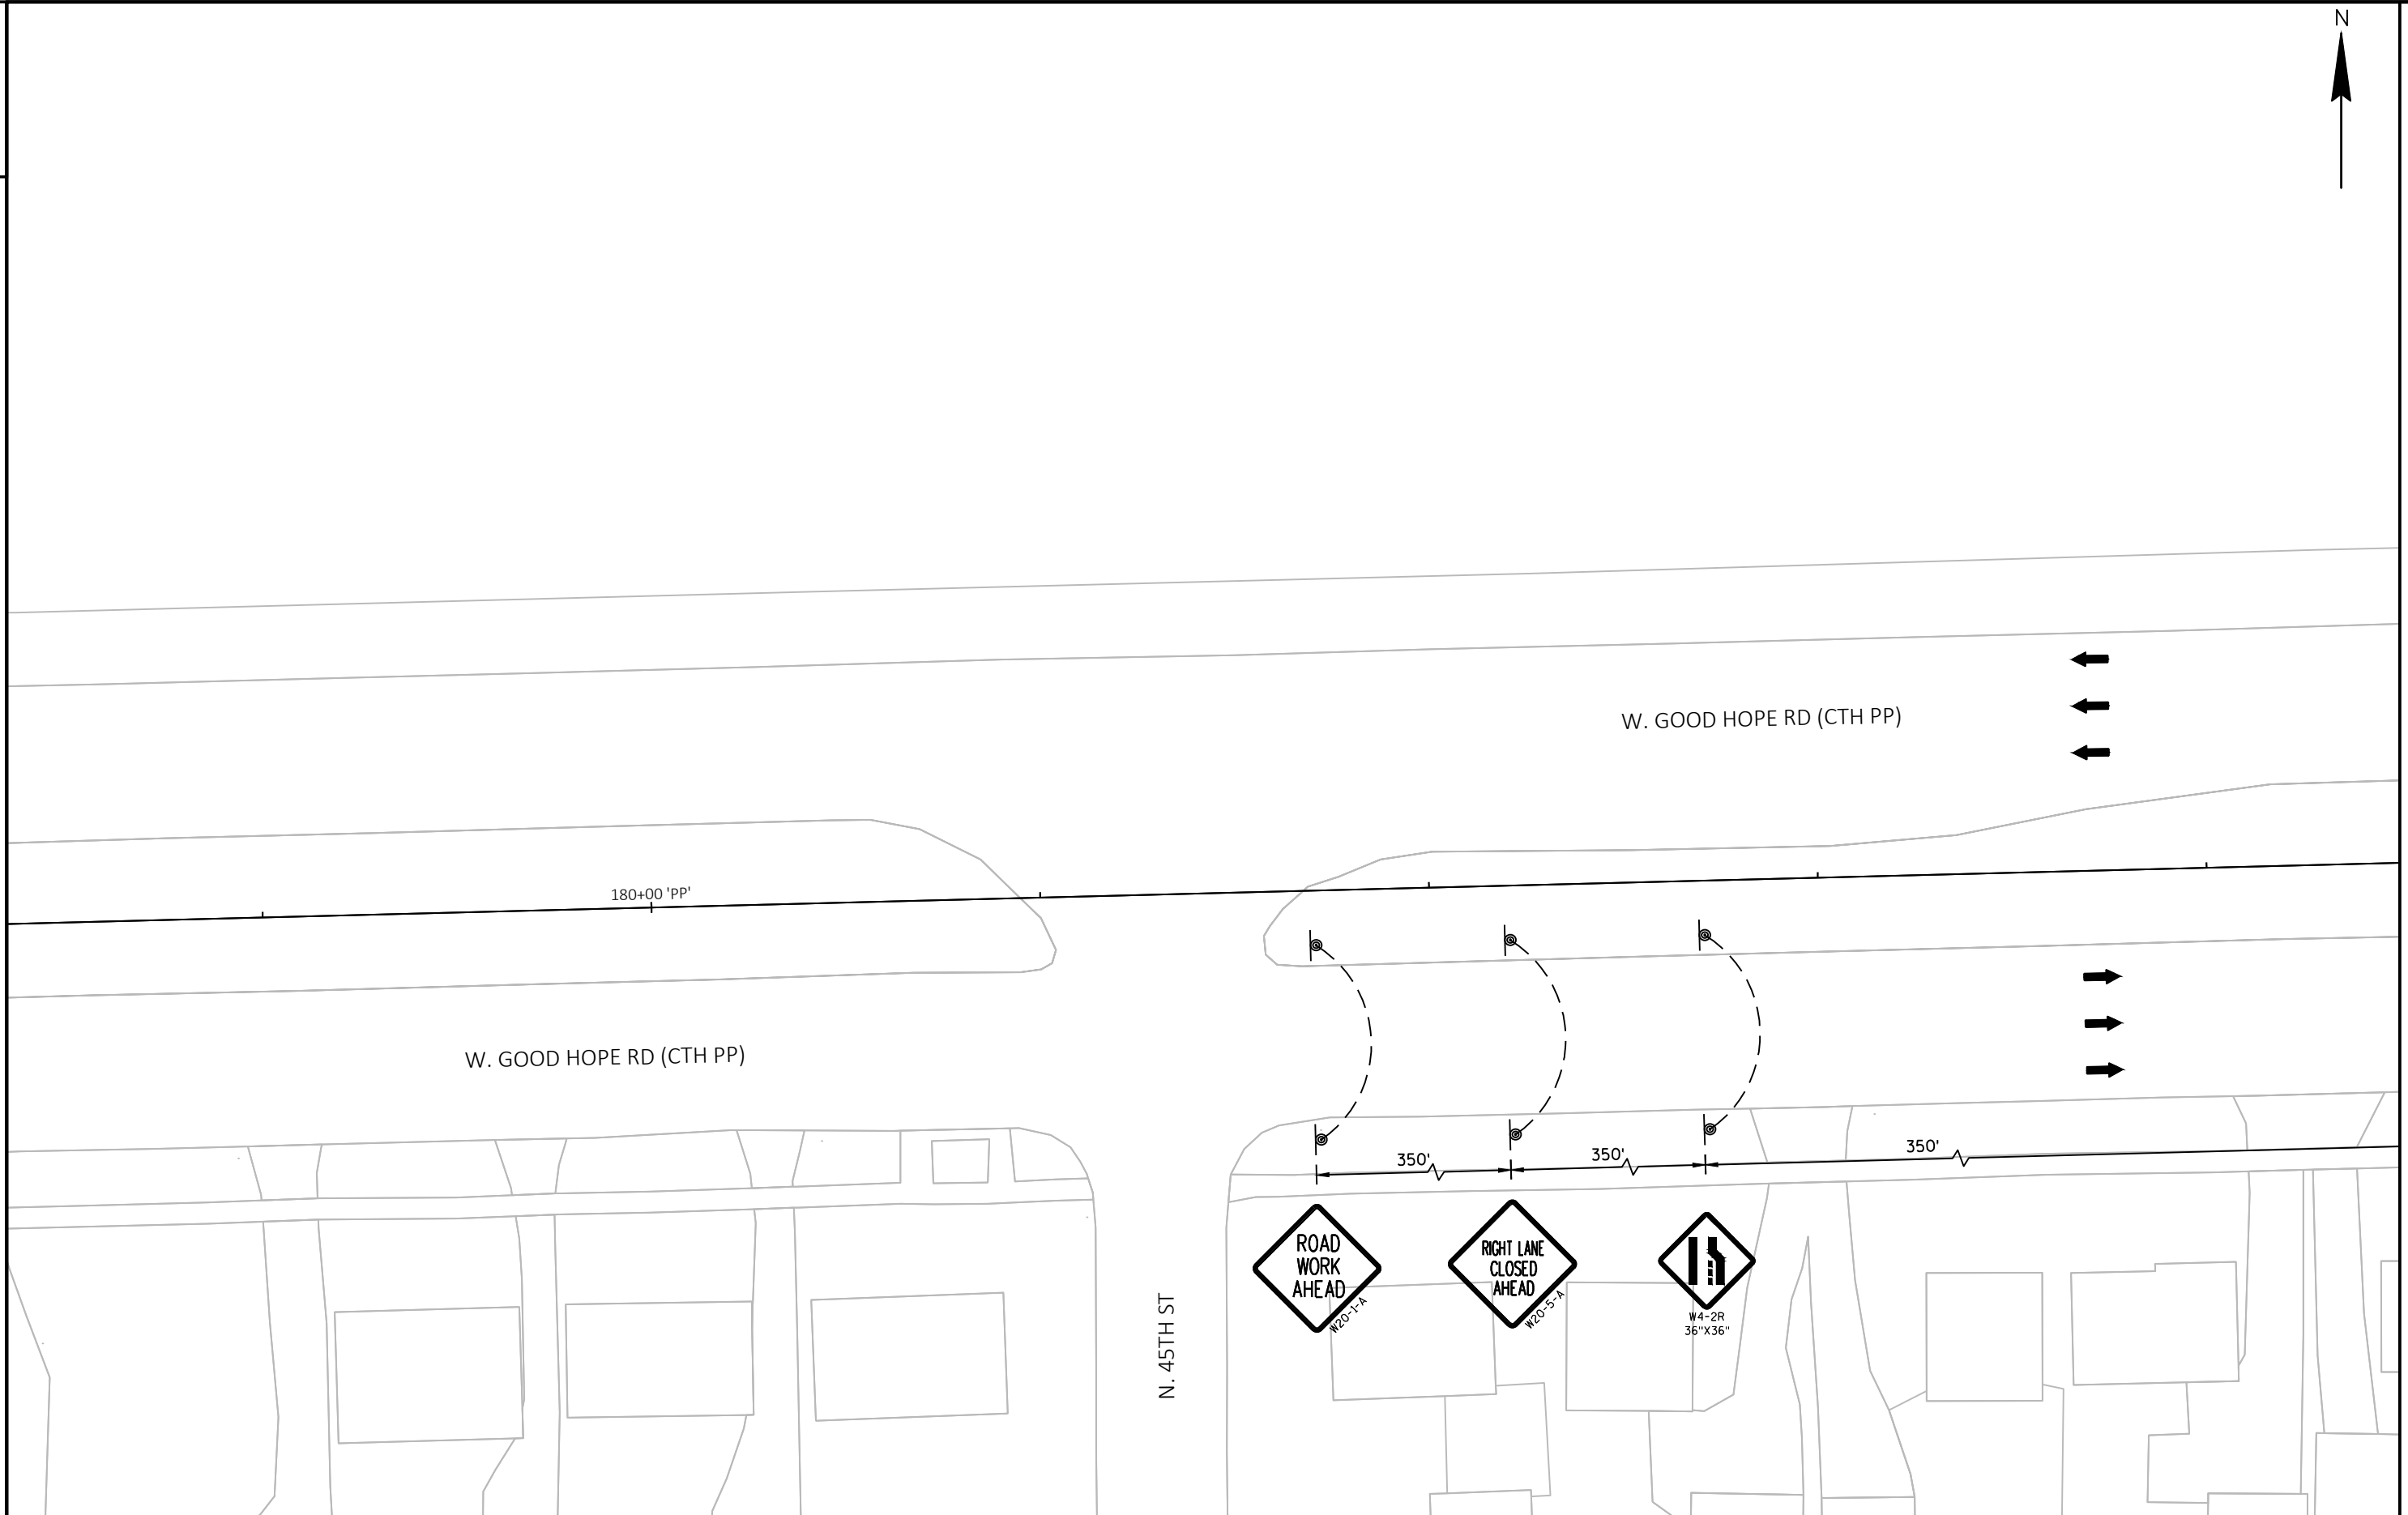 N
W. GOOD HOPE RD (CTH PP)
180+00 'PP'
W. GOOD HOPE RD (CTH PP)
350'
350'
350'
ROAD
WORK
AHEAD
W20-1-A
RIGHT LANE
CLOSED
AHEAD
W20-5-A
W4-2R
36"X36"
N. 45TH ST